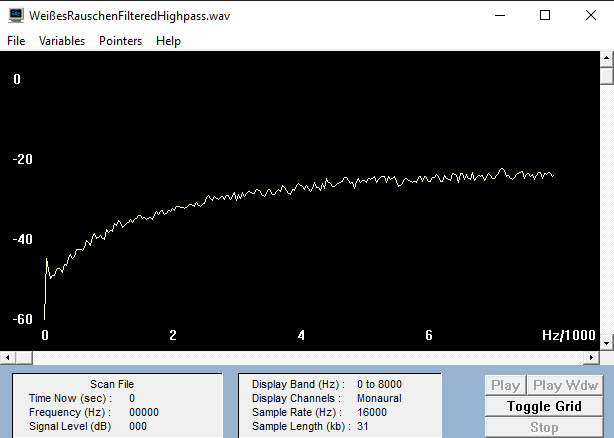 WeißesRauschenFilteredHighpass.wav
File Variables Pointers Help
0
-20
-40
-60
0 2 4 6 Hz/1000
Scan File
Time Now (sec) : 0
Frequency (Hz) : 00000
Signal Level (dB) 000
Display Band (Hz) : 0 to 8000
Display Channels : Monaural
Sample Rate (Hz) : 16000
Sample Length (kb) : 31
Play Play Wdw
Toggle Grid
Stop